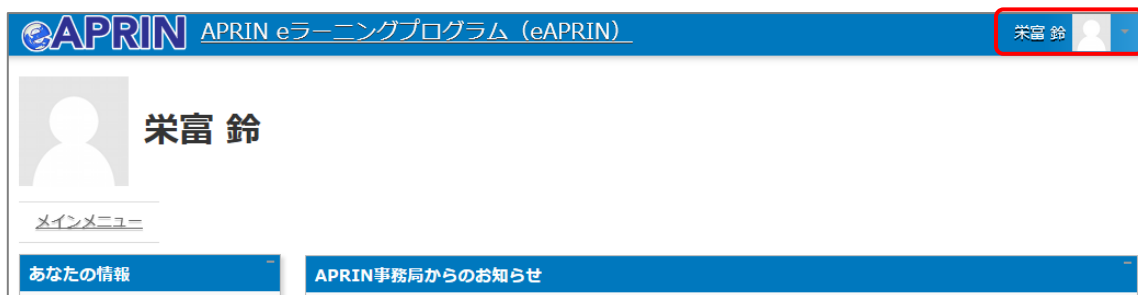 eAPRIN APRIN eラーニングプログラム（eAPRIN）
栄冨 鈴
栄冨 鈴
メインメニュー
あなたの情報
APRIN事務局からのお知らせ